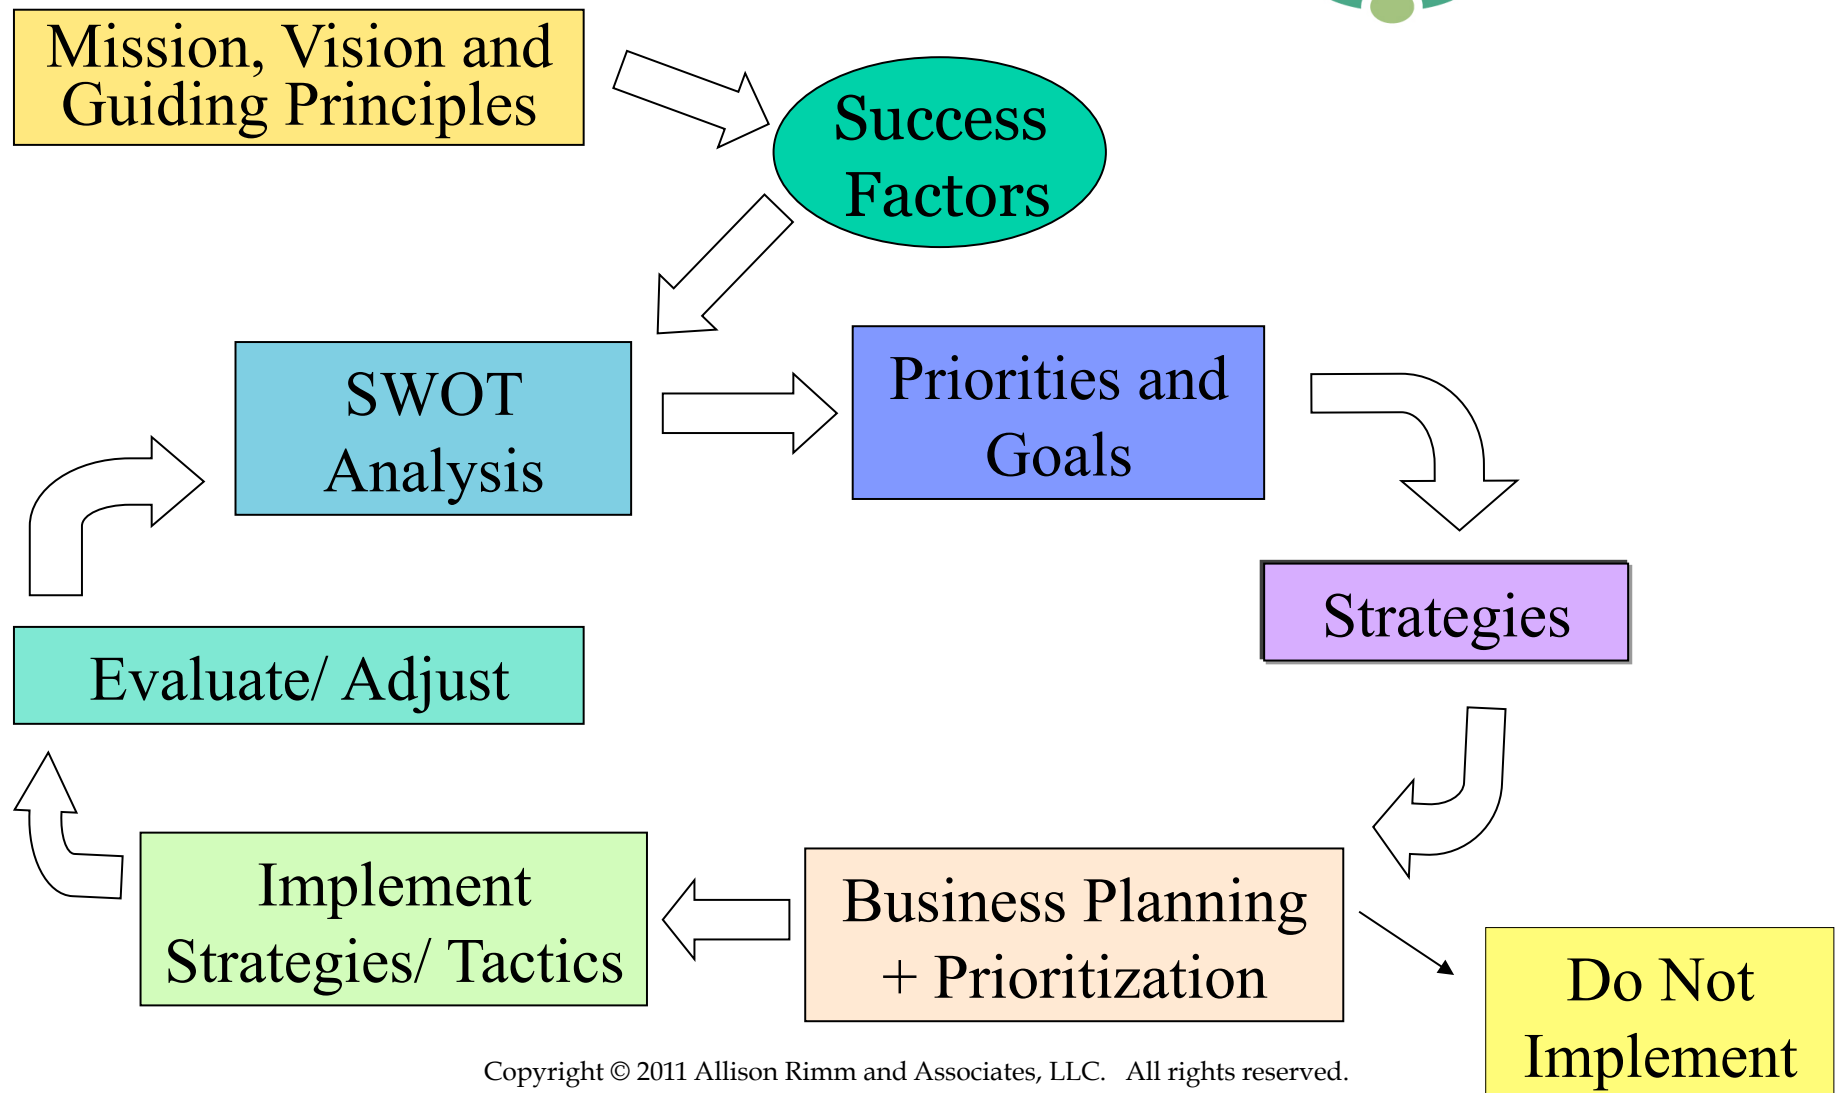 Mission, Vision and
Guiding Principles
Success
Factors
SWOT
Analysis
Priorities and
Goals
Strategies
Evaluate/ Adjust
Implement
Strategies/ Tactics
Business Planning
+ Prioritization
Do Not
Implement
Copyright © 2011 Allison Rimm and Associates, LLC.   All rights reserved.